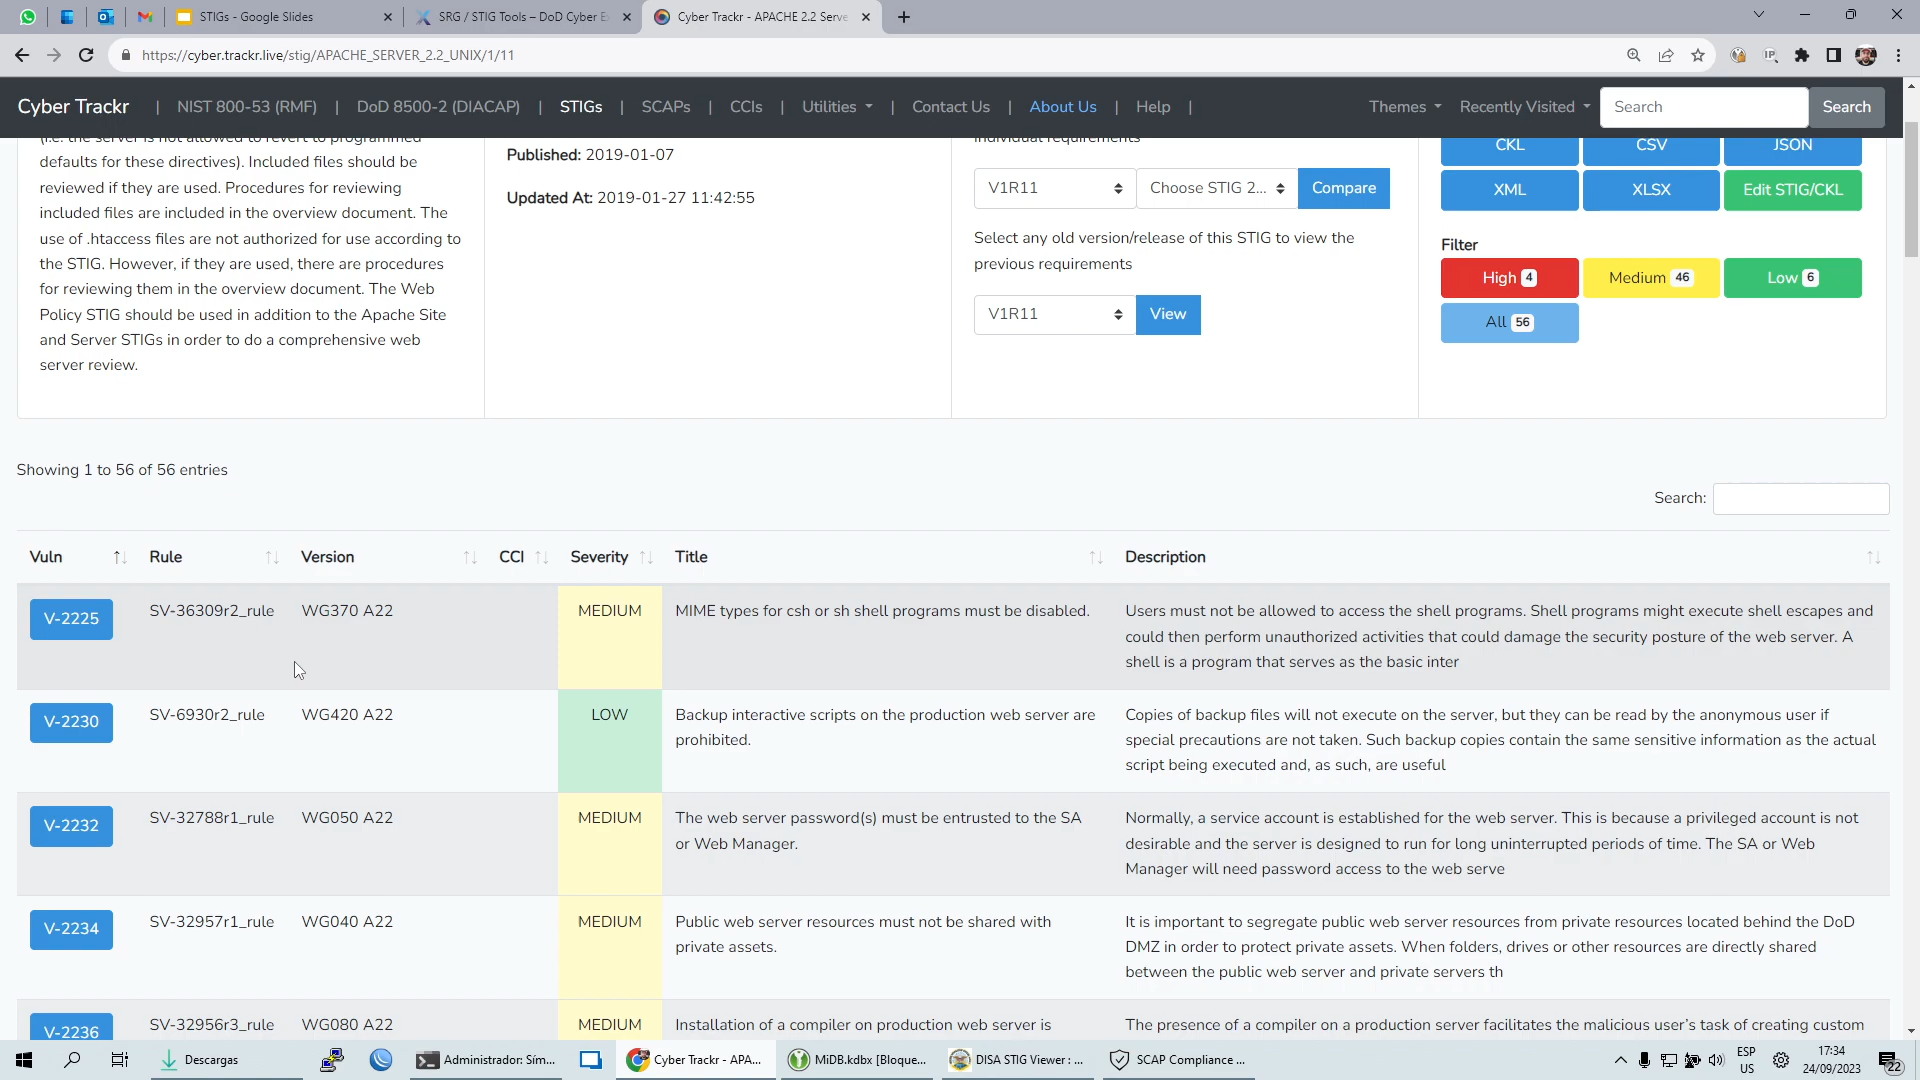 STIGs - Google Slides
SRG / STIG Tools – DoD Cyber E
Cyber Trackr - APACHE 2.2 Serve
https://cyber.trackr.live/stig/APACHE_SERVER_2.2_UNIX/1/11
IP
Cyber Trackr | NIST 800-53 (RMF) | DoD 8500-2 (DIACAP) | STIGs | SCAPs | CCIs | Utilities | Contact Us | About Us | Help |
Themes Recently Visited Search Search
(i.e. the server is not allowed to revert to programmed
defaults for these directives). Included files should be
reviewed if they are used. Procedures for reviewing
included files are included in the overview document. The
use of .htaccess files are not authorized for use according to
the STIG. However, if they are used, there are procedures
for reviewing them in the overview document. The Web
Policy STIG should be used in addition to the Apache Site
and Server STIGs in order to do a comprehensive web
server review.
Published: 2019-01-07
Updated At: 2019-01-27 11:42:55
individual requirements
V1R11 Choose STIG 2... Compare
Select any old version/release of this STIG to view the
previous requirements
V1R11 View
CKL CSV JSON
XML XLSX Edit STIG/CKL
Filter
High 4 Medium 46 Low 6
All 56
Showing 1 to 56 of 56 entries
Search:
Vuln Rule Version CCI Severity Title Description
V-2225 SV-36309r2_rule WG370 A22 MEDIUM MIME types for csh or sh shell programs must be disabled.
Users must not be allowed to access the shell programs. Shell programs might execute shell escapes and
could then perform unauthorized activities that could damage the security posture of the web server. A
shell is a program that serves as the basic inter
V-2230 SV-6930r2_rule WG420 A22 LOW Backup interactive scripts on the production web server are
prohibited.
Copies of backup files will not execute on the server, but they can be read by the anonymous user if
special precautions are not taken. Such backup copies contain the same sensitive information as the actual
script being executed and, as such, are useful
V-2232 SV-32788r1_rule WG050 A22 MEDIUM The web server password(s) must be entrusted to the SA
or Web Manager.
Normally, a service account is established for the web server. This is because a privileged account is not
desirable and the server is designed to run for long uninterrupted periods of time. The SA or Web
Manager will need password access to the web serve
V-2234 SV-32957r1_rule WG040 A22 MEDIUM Public web server resources must not be shared with
private assets.
It is important to segregate public web server resources from private resources located behind the DoD
DMZ in order to protect private assets. When folders, drives or other resources are directly shared
between the public web server and private servers th
V-2236 SV-32956r3_rule WG080 A22 MEDIUM Installation of a compiler on production web server is
The presence of a compiler on a production server facilitates the malicious user's task of creating custom
Descargas
Administrador: Sím...
Cyber Trackr - APA...
MiDB.kdbx [Bloque...
DISA STIG Viewer : ...
SCAP Compliance ...
ESP
US
17:34
24/09/2023
22